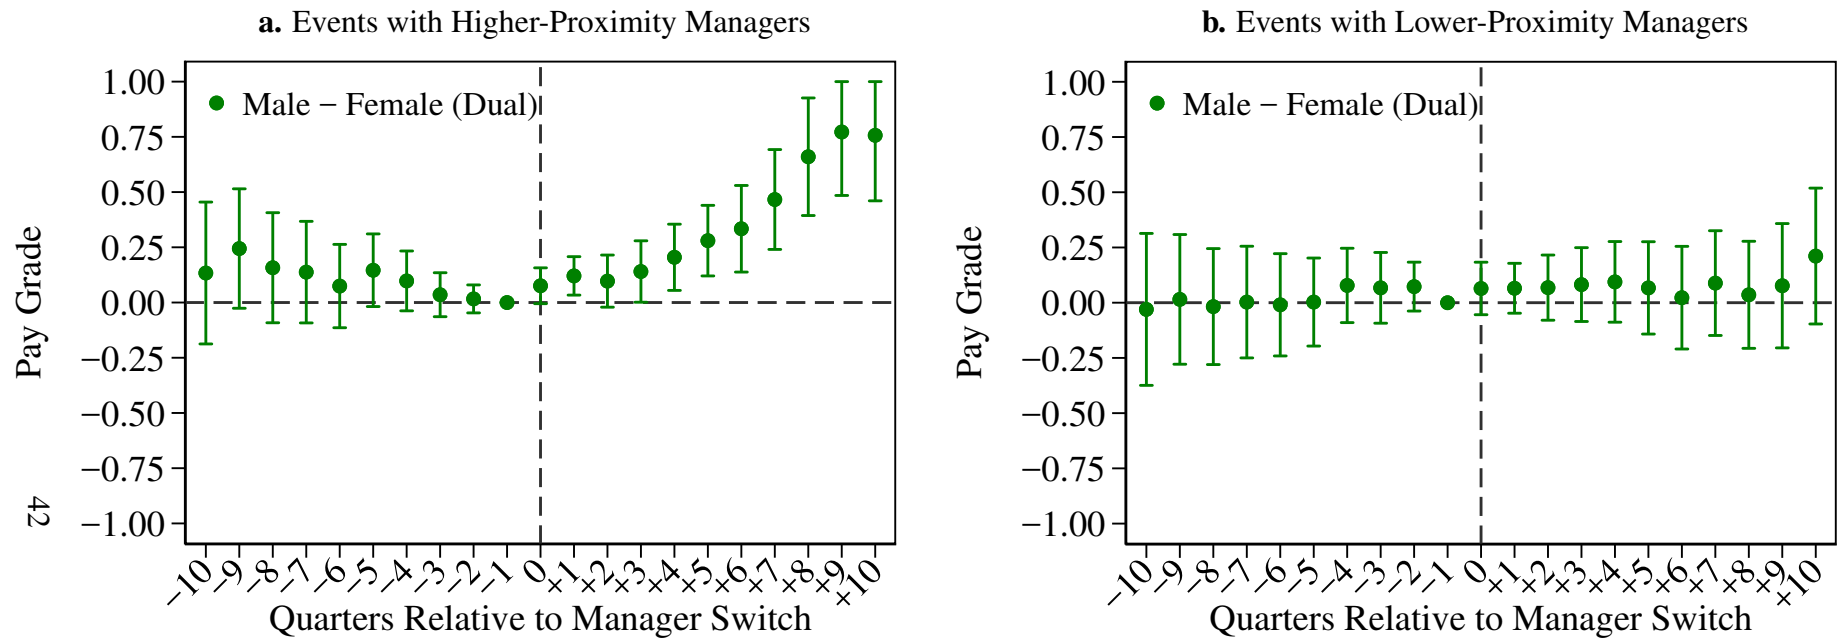 a. Events with Higher-Proximity Managers
1.00
0.75
0.50
0.25
0.00
−0.25
−0.50
−0.75
−1.00
Pay Grade
Male − Female (Dual)
−10 −9 −8 −7 −6 −5 −4 −3 −2 −1 0 +1 +2 +3 +4 +5 +6 +7 +8 +9 +10
Quarters Relative to Manager Switch
42
b. Events with Lower-Proximity Managers
1.00
0.75
0.50
0.25
0.00
−0.25
−0.50
−0.75
−1.00
Pay Grade
Male − Female (Dual)
−10 −9 −8 −7 −6 −5 −4 −3 −2 −1 0 +1 +2 +3 +4 +5 +6 +7 +8 +9 +10
Quarters Relative to Manager Switch